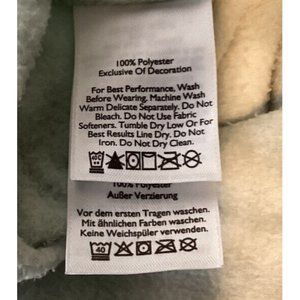 100% Polyester
Exclusive Of Decoration
For Best Performance, Wash
Before Wearing. Machine Wash
Warm Delicate Separately. Do Not
Bleach. Do Not Use Fabric
Softeners. Tumble Dry Low Or For
Best Results Line Dry. Do Not
Iron. Do Not Dry Clean.
100% Polyester
Außer Verzierung
Vor dem ersten Tragen waschen.
Mit ähnlichen Farben waschen.
Keine Weichspüler verwenden.
40